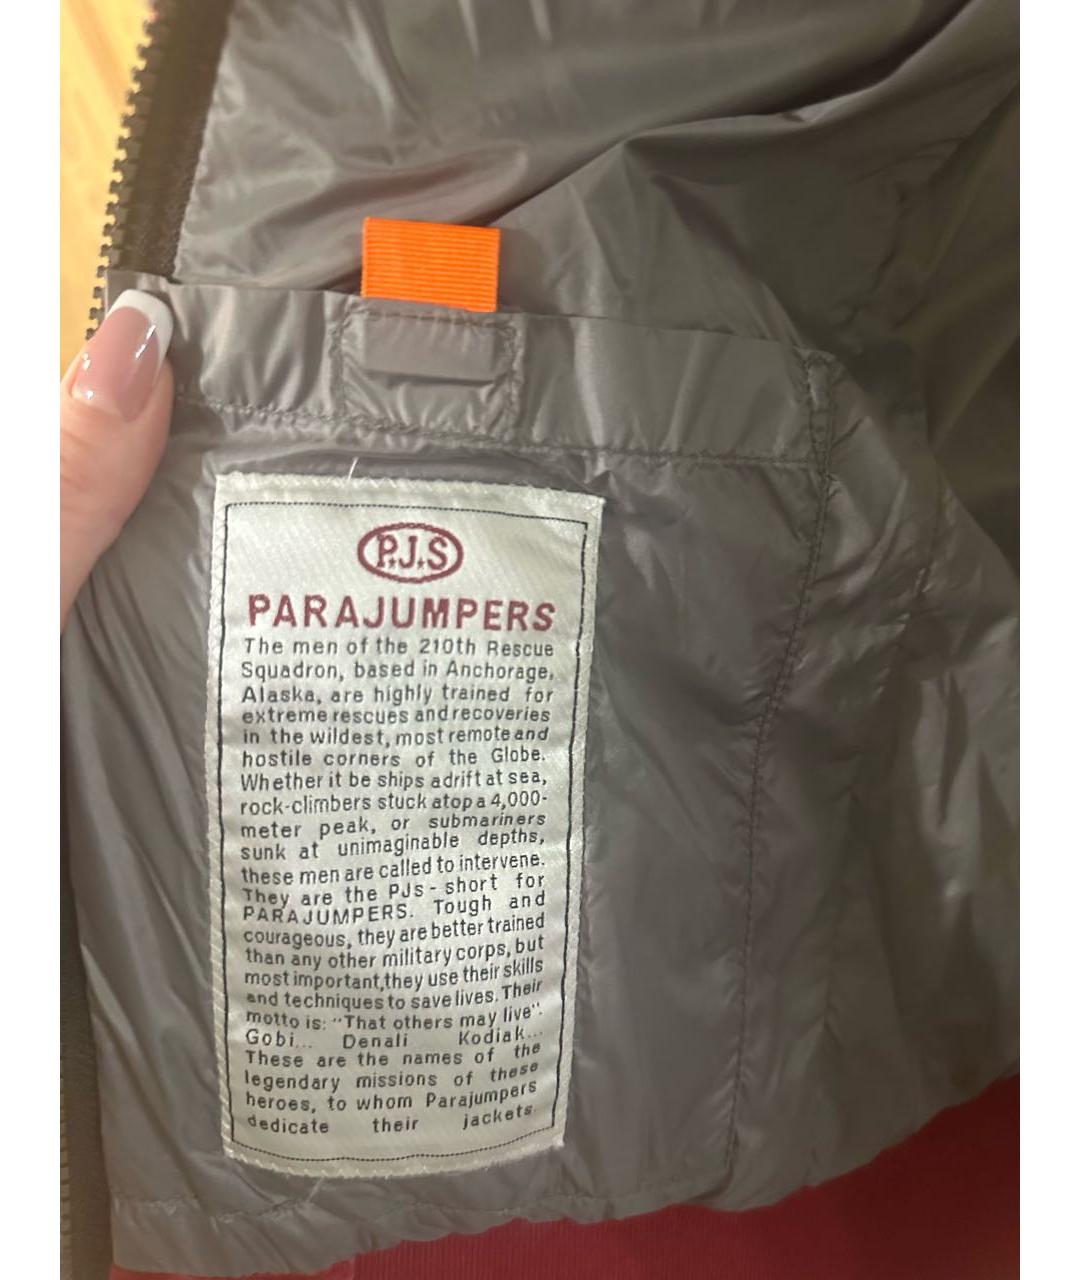 P.J.S
PARAJUMPERS
The men of the 210th Rescue
Squadron, based in Anchorage,
Alaska, are highly trained for
extreme rescues and recoveries
in the wildest, most remote and
hostile corners of the Globe.
Whether it be ships adrift at sea,
rock-climbers stuck atop a 4,000-
meter peak, or submariners
sunk at unimaginable depths,
these men are called to intervene.
They are the PJs - short for
PARAJUMPERS. Tough and
courageous, they are better trained
than any other military corps, but
most important,they use their skills
and techniques to save lives. Their
motto is: "That others may live".
Gobi... Denali Kodiak...
These are the names of the
legendary missions of these
heroes, to whom Parajumpers
dedicate their jackets.